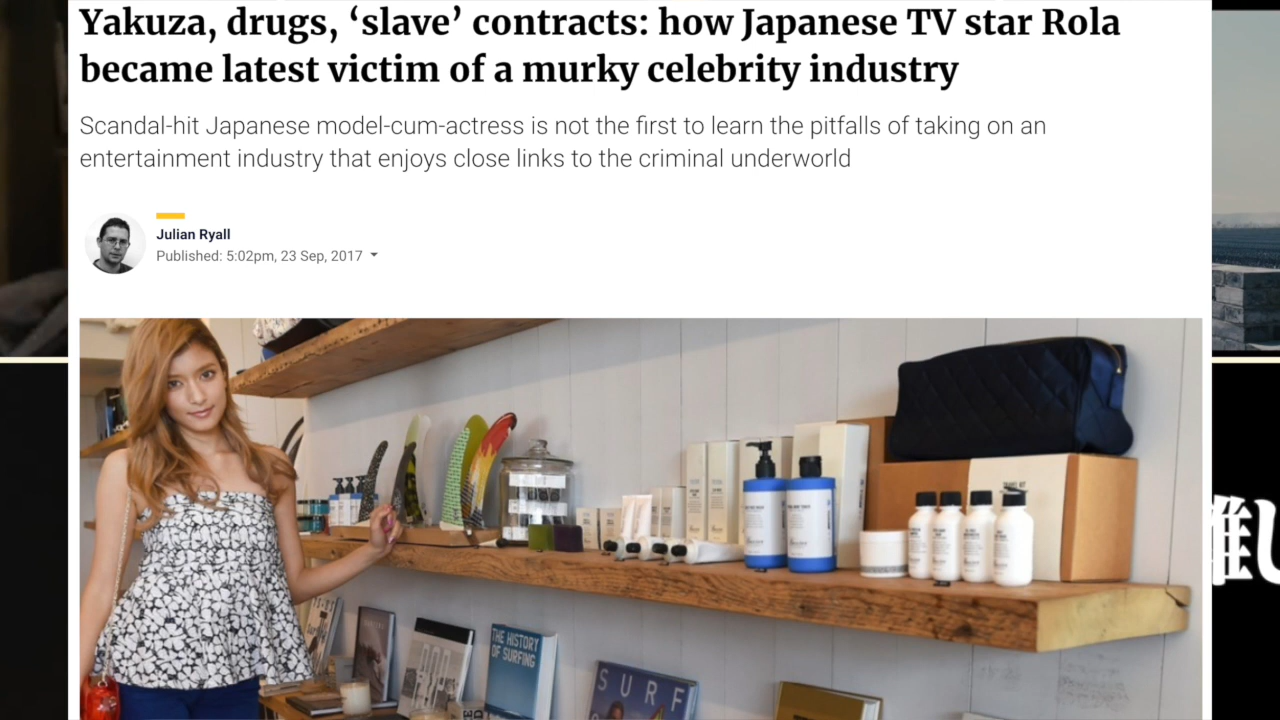 Yakuza, drugs, ‘slave’ contracts: how Japanese TV star Rola
became latest victim of a murky celebrity industry
Scandal-hit Japanese model-cum-actress is not the first to learn the pitfalls of taking on an
entertainment industry that enjoys close links to the criminal underworld
Julian Ryall
Published: 5:02pm, 23 Sep, 2017
THE HISTORY
OF SURFING
SURF